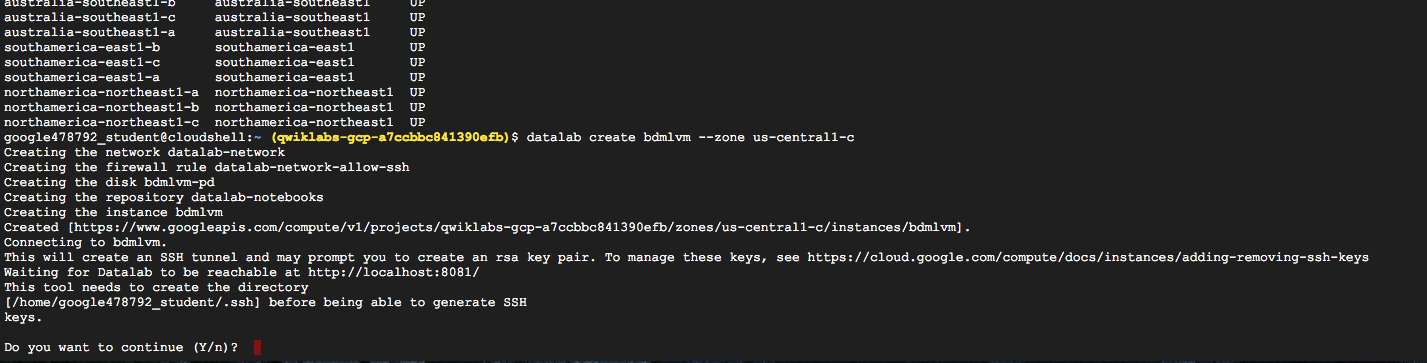 australia-southeast1-b australia-southeast1 UP
australia-southeast1-c australia-southeast1 UP
australia-southeast1-a australia-southeast1 UP
southamerica-east1-b southamerica-east1 UP
southamerica-east1-c southamerica-east1 UP
southamerica-east1-a southamerica-east1 UP
northamerica-northeast1-a northamerica-northeast1 UP
northamerica-northeast1-b northamerica-northeast1 UP
northamerica-northeast1-c northamerica-northeast1 UP
google478792_student@cloudshell:~ (qwiklabs-gcp-a7ccbbc841390efb)$ datalab create bdmlvm --zone us-central1-c
Creating the network datalab-network
Creating the firewall rule datalab-network-allow-ssh
Creating the disk bdmlvm-pd
Creating the repository datalab-notebooks
Creating the instance bdmlvm
Created [https://www.googleapis.com/compute/v1/projects/qwiklabs-gcp-a7ccbbc841390efb/zones/us-central1-c/instances/bdmlvm].
Connecting to bdmlvm.
This will create an SSH tunnel and may prompt you to create an rsa key pair. To manage these keys, see https://cloud.google.com/compute/docs/instances/adding-removing-ssh-keys
Waiting for Datalab to be reachable at http://localhost:8081/
This tool needs to create the directory
[/home/google478792_student/.ssh] before being able to generate SSH
keys.
Do you want to continue (Y/n)?